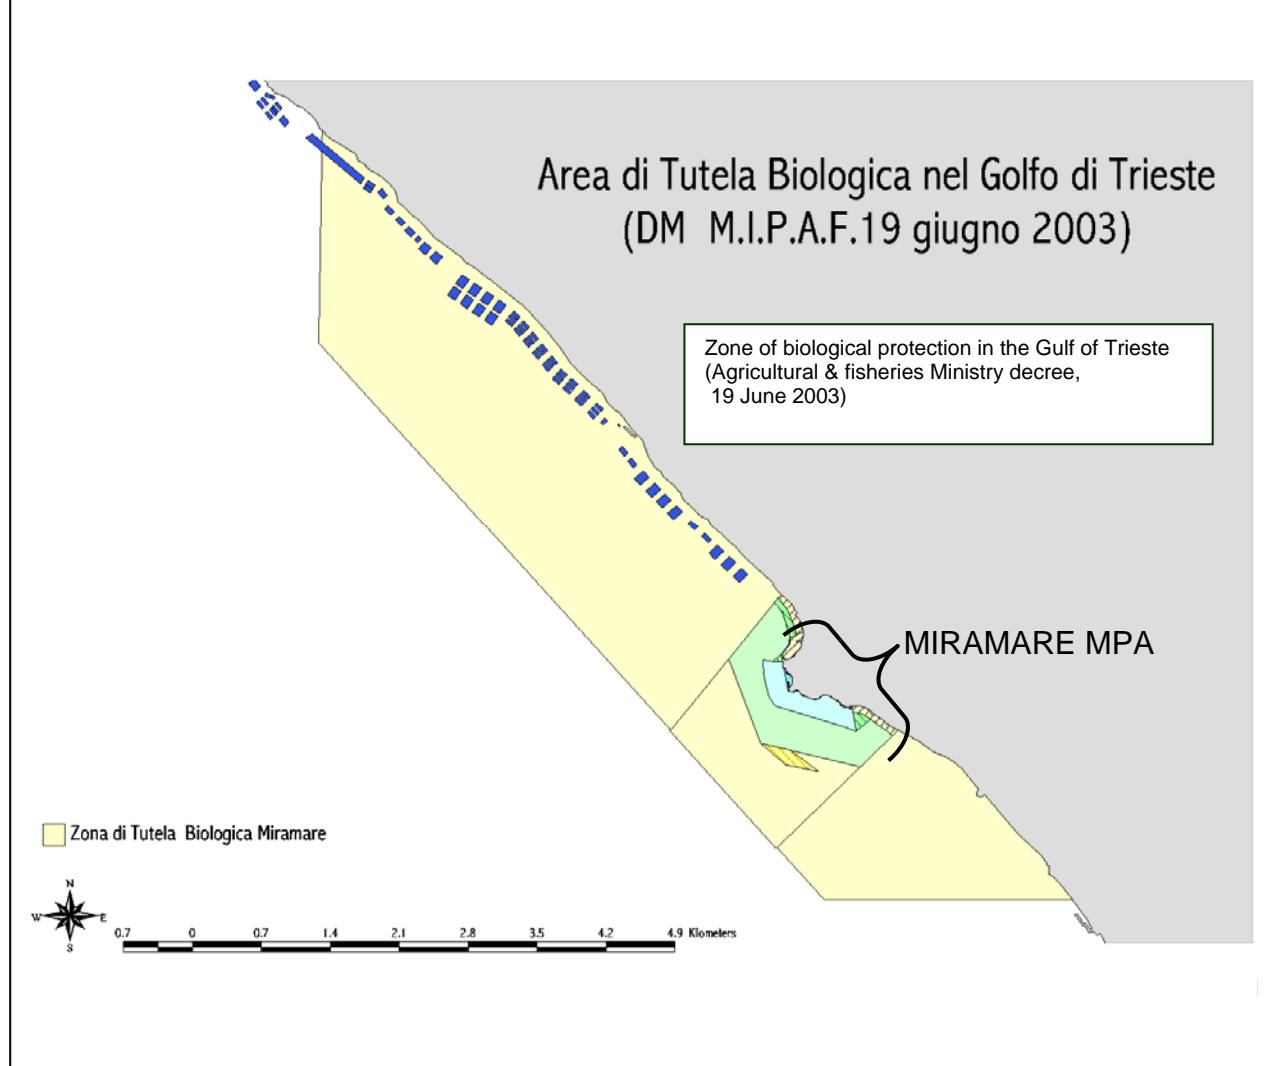 Area di Tutela Biologica nel Golfo di Trieste
(DM M.I.P.A.F.19 giugno 2003)
Zone of biological protection in the Gulf of Trieste
(Agricultural & fisheries Ministry decree,
19 June 2003)
MIRAMARE MPA
Zona di Tutela Biologica Miramare
N
W E
S
0.7 0 0.7 1.4 2.1 2.8 3.5 4.2 4.9 Klometers